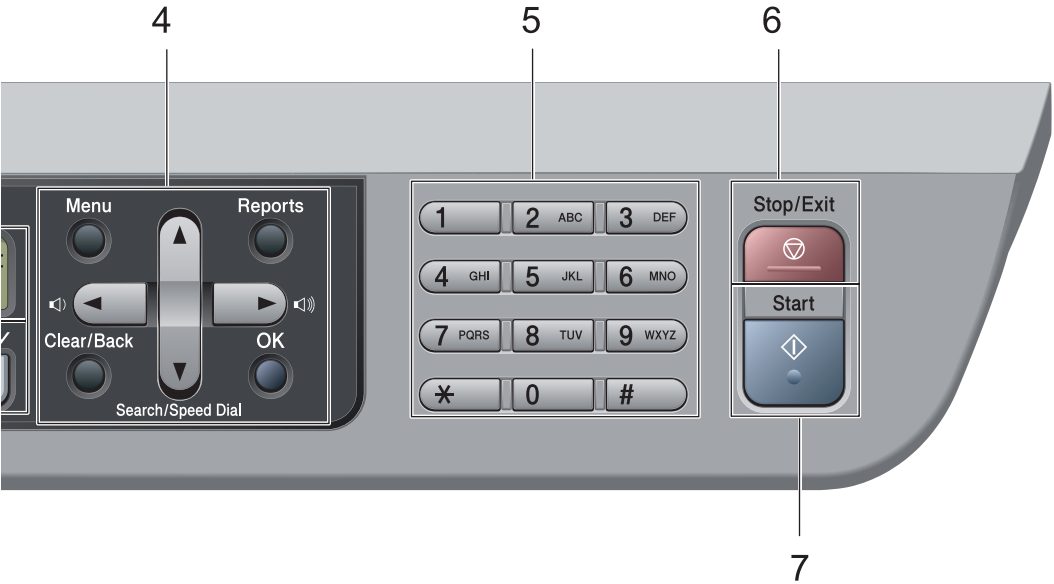 4 5 6
Menu Reports
Clear/Back OK
Search/Speed Dial
1 2 ABC 3 DEF
4 GHI 5 JKL 6 MNO
7 PQRS 8 TUV 9 WXYZ
* 0 #
Stop/Exit
Start
7